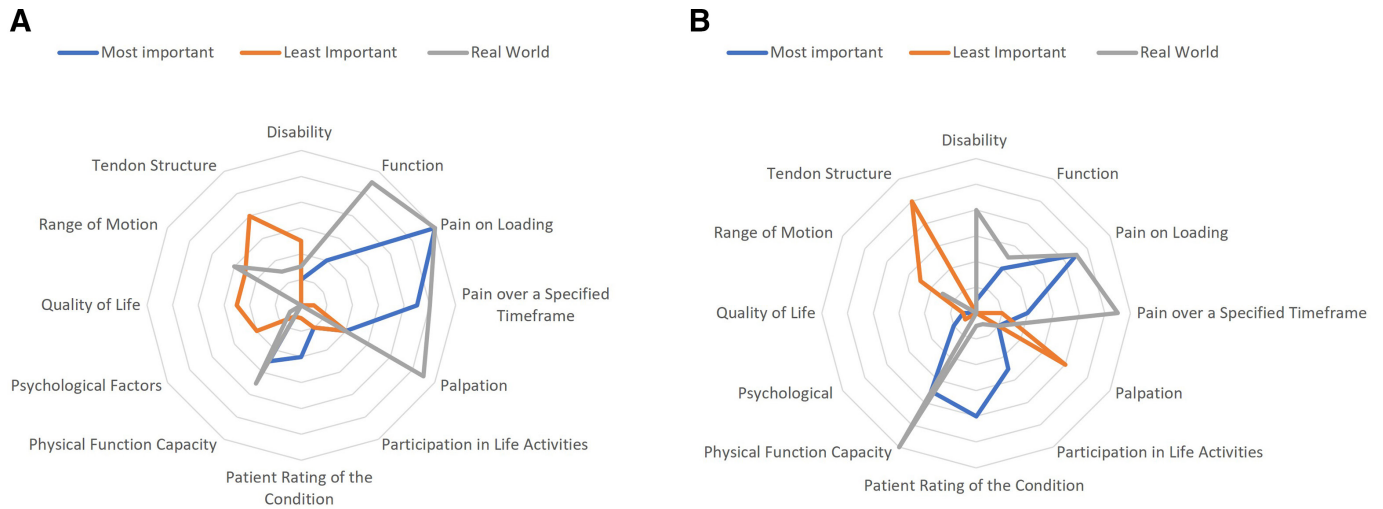 A
Most important
Least Important
Real World
Disability
Function
Pain on Loading
Pain over a Specified
Timeframe
Palpation
Participation in Life Activities
Patient Rating of the
Condition
Physical Function Capacity
Psychological Factors
Quality of Life
Range of Motion
Tendon Structure
B
Most important
Least Important
Real World
Disability
Function
Pain on Loading
Pain over a Specified Timeframe
Palpation
Participation in Life Activities
Patient Rating of the Condition
Physical Function Capacity
Psychological
Quality of Life
Range of Motion
Tendon Structure